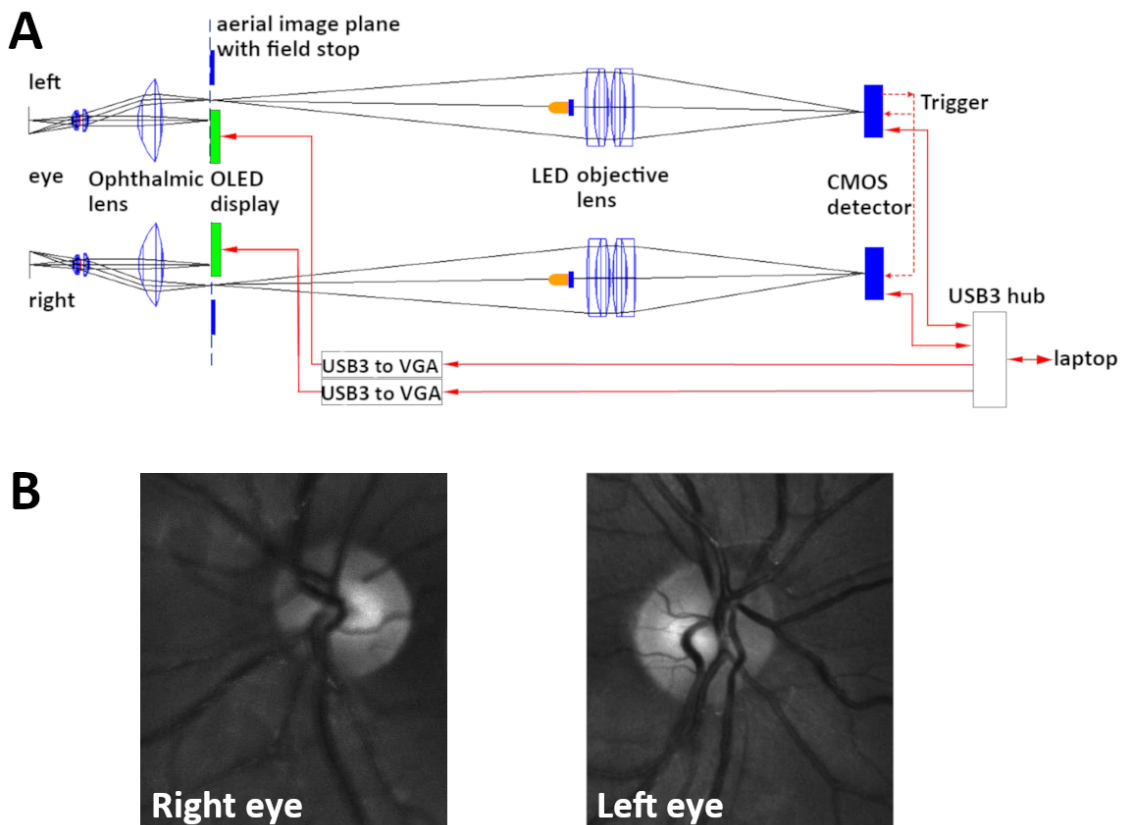 A
aerial image plane
with field stop
left
Trigger
eye
Ophthalmic
lens
OLED
display
LED objective
lens
CMOS
detector
right
USB3 hub
USB3 to VGA
laptop
USB3 to VGA
B
Right eye
Left eye